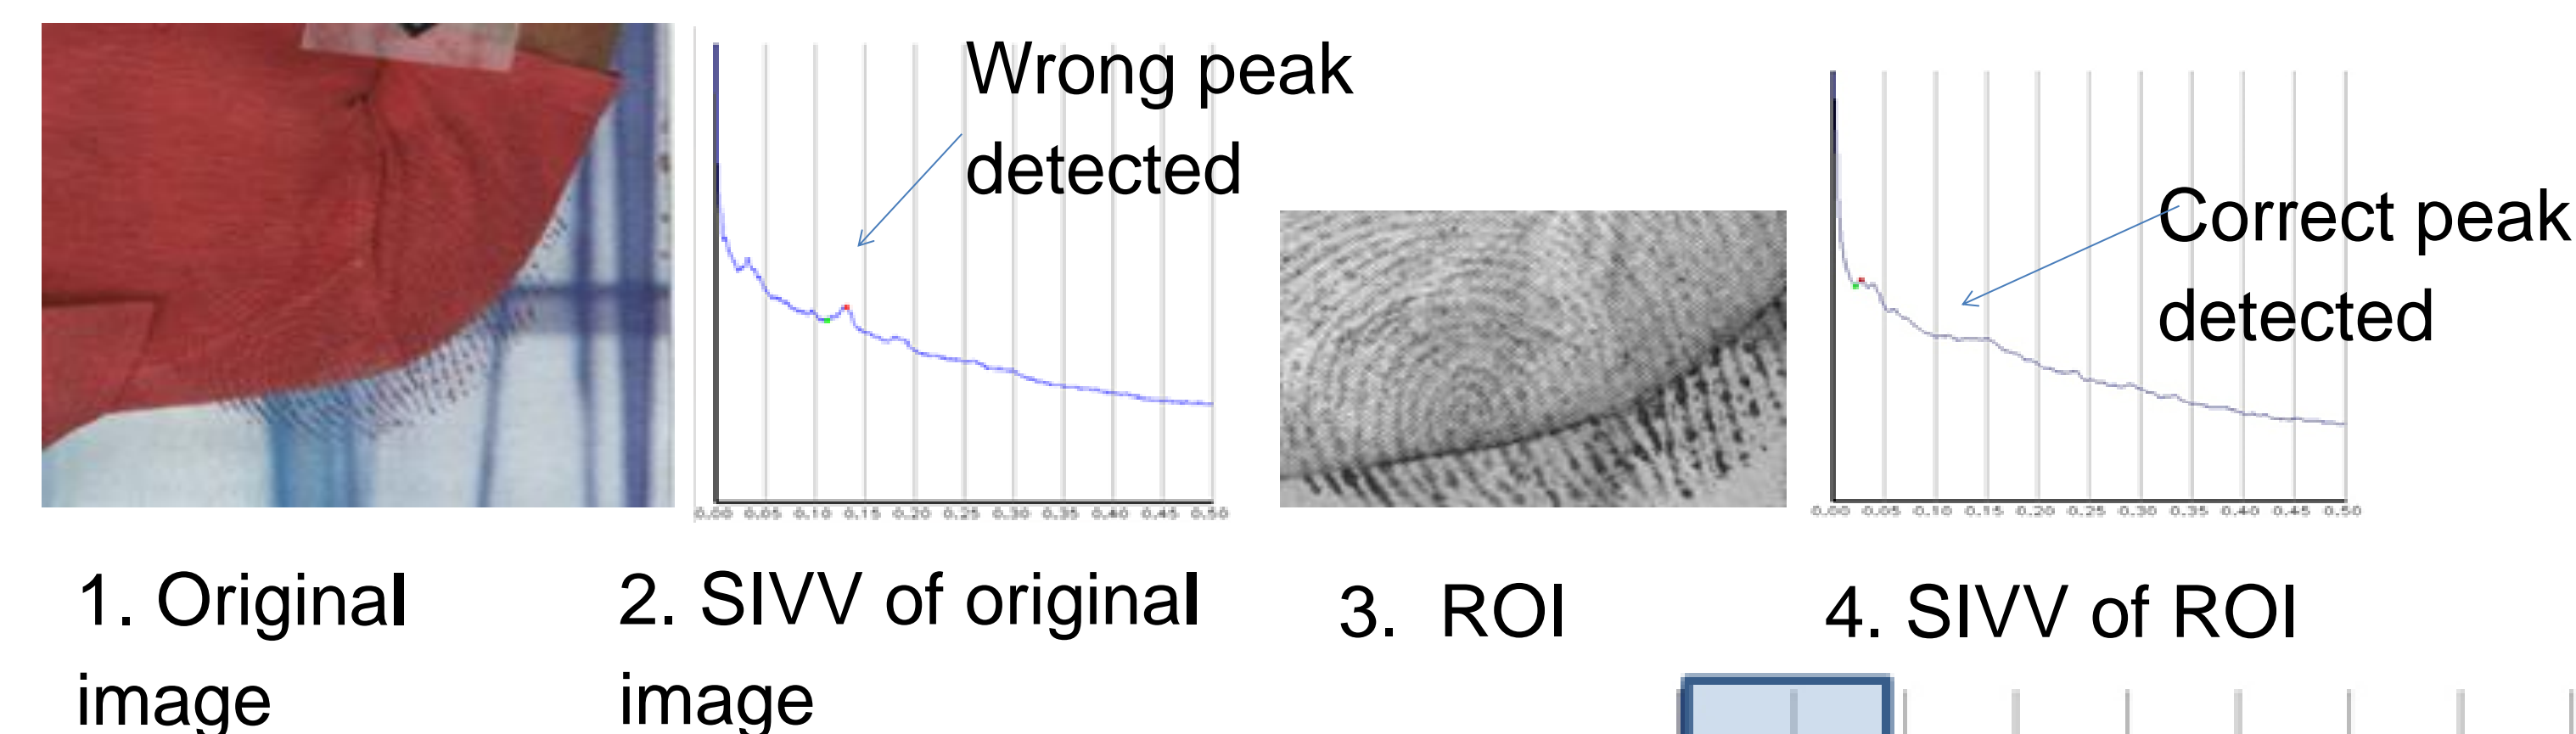 Wrong peak
detected
0.00 0.05 0.10 0.15 0.20 0.25 0.30 0.35 0.40 0.45 0.50
Correct peak
detected
0.00 0.05 0.10 0.15 0.20 0.25 0.30 0.35 0.40 0.45 0.50
1. Original
image
2. SIVV of original
image
3. ROI
4. SIVV of ROI